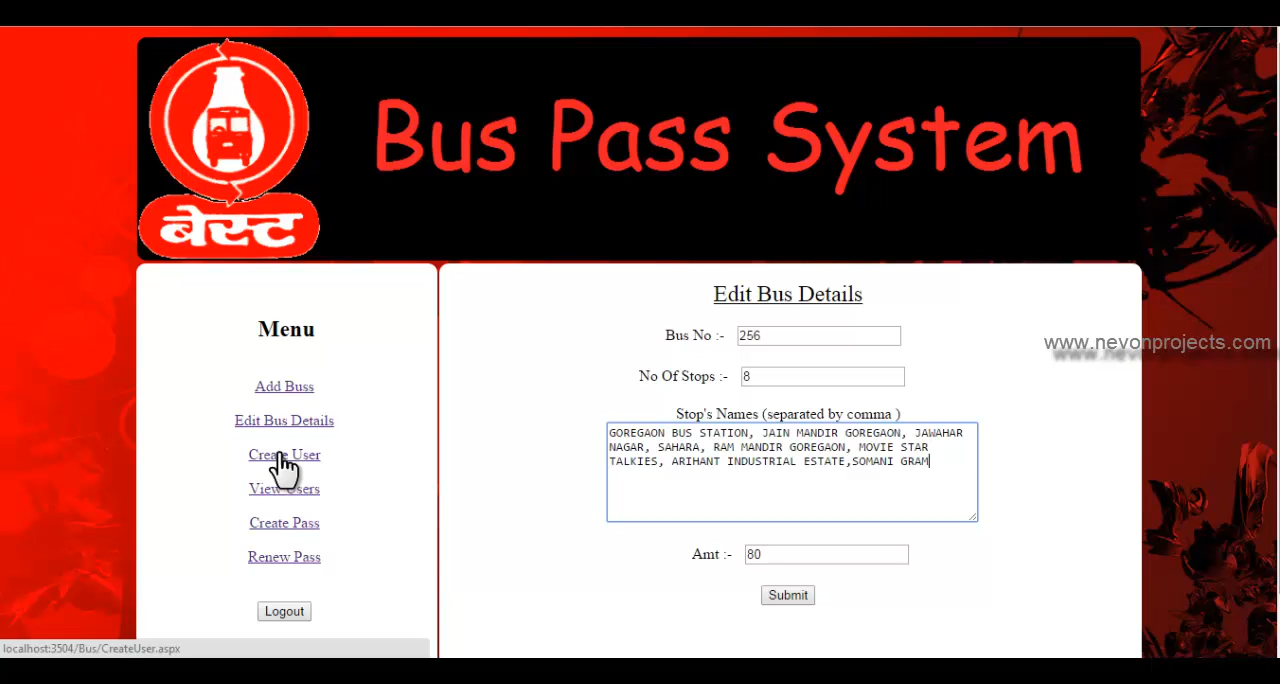 बेस्ट
Bus Pass System
Menu
Add Buss
Edit Bus Details
Create User
View Users
Create Pass
Renew Pass
Logout
Edit Bus Details
Bus No :- 256
No Of Stops :- 8
Stop's Names (separated by comma )
GOREGAON BUS STATION, JAIN MANDIR GOREGAON, JAWAHAR
NAGAR, SAHARA, RAM MANDIR GOREGAON, MOVIE STAR
TALKIES, ARIHANT INDUSTRIAL ESTATE,SOMANI GRAM
Amt :- 80
Submit
www.nevonprojects.com
localhost:3504/Bus/CreateUser.aspx